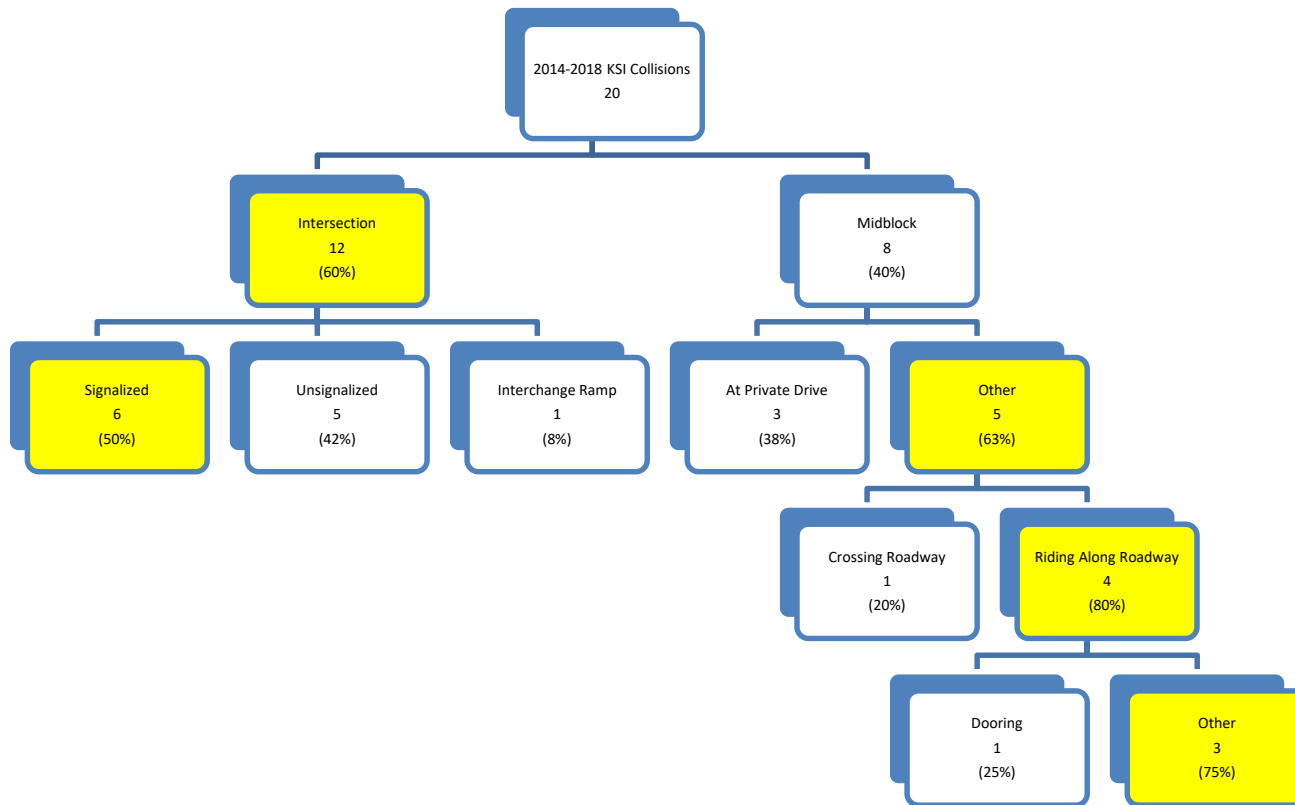 2014-2018 KSI Collisions
20
Intersection
12
(60%)
Midblock
8
(40%)
Signalized
6
(50%)
Unsignalized
5
(42%)
Interchange Ramp
1
(8%)
At Private Drive
3
(38%)
Other
5
(63%)
Crossing Roadway
1
(20%)
Riding Along Roadway
4
(80%)
Dooring
1
(25%)
Other
3
(75%)